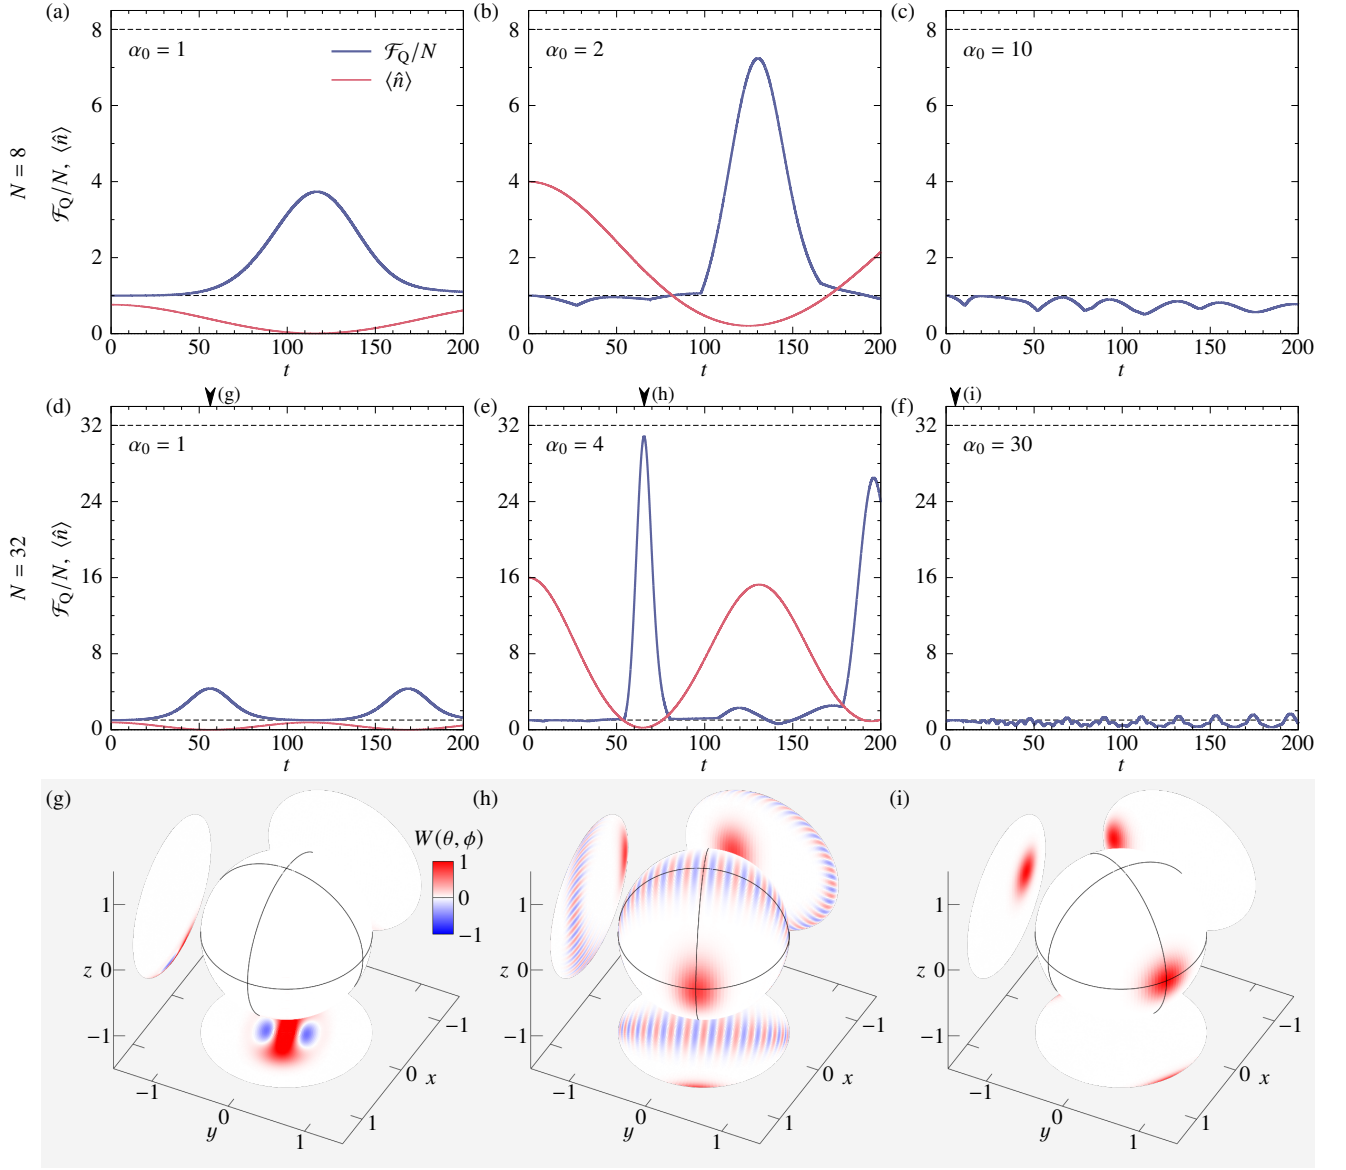 (a)
(b)
(c)
N = 8
ℱ_Q/N, ⟨n̂⟩
8
6
4
2
0
α₀ = 1
ℱ_Q/N
⟨n̂⟩
0 50 100 150 200
t
8
6
4
2
0
α₀ = 2
0 50 100 150 200
t
8
6
4
2
0
α₀ = 10
0 50 100 150 200
t
(d)
(g)
(e)
(h)
(f)
(i)
N = 32
ℱ_Q/N, ⟨n̂⟩
32
24
16
8
0
α₀ = 1
0 50 100 150 200
t
32
24
16
8
0
α₀ = 4
0 50 100 150 200
t
32
24
16
8
0
α₀ = 30
0 50 100 150 200
t
(g)
W(θ, ϕ)
1
0
−1
1
z 0
−1
−1
0
1
y
−1
0
1
x
(h)
1
z 0
−1
−1
0
1
y
−1
0
1
x
(i)
1
z 0
−1
−1
0
1
y
−1
0
1
x